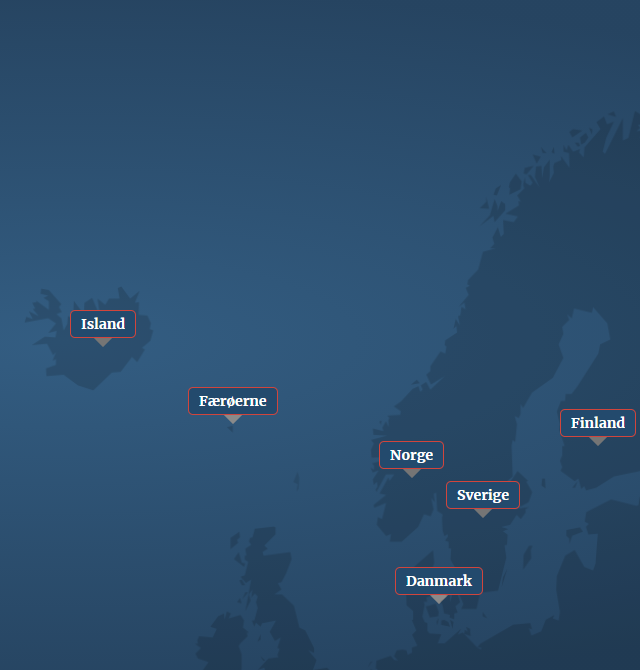 Island
Færøerne
Finland
Norge
Sverige
Danmark